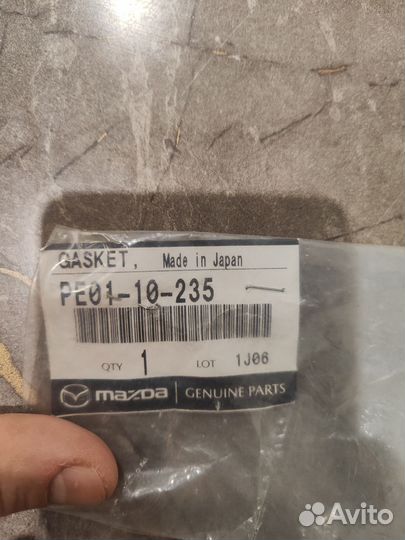 GASKET, Made in Japan
PE01-10-235
QTY 1 LOT 1J06
mazda GENUINE PARTS
Avito